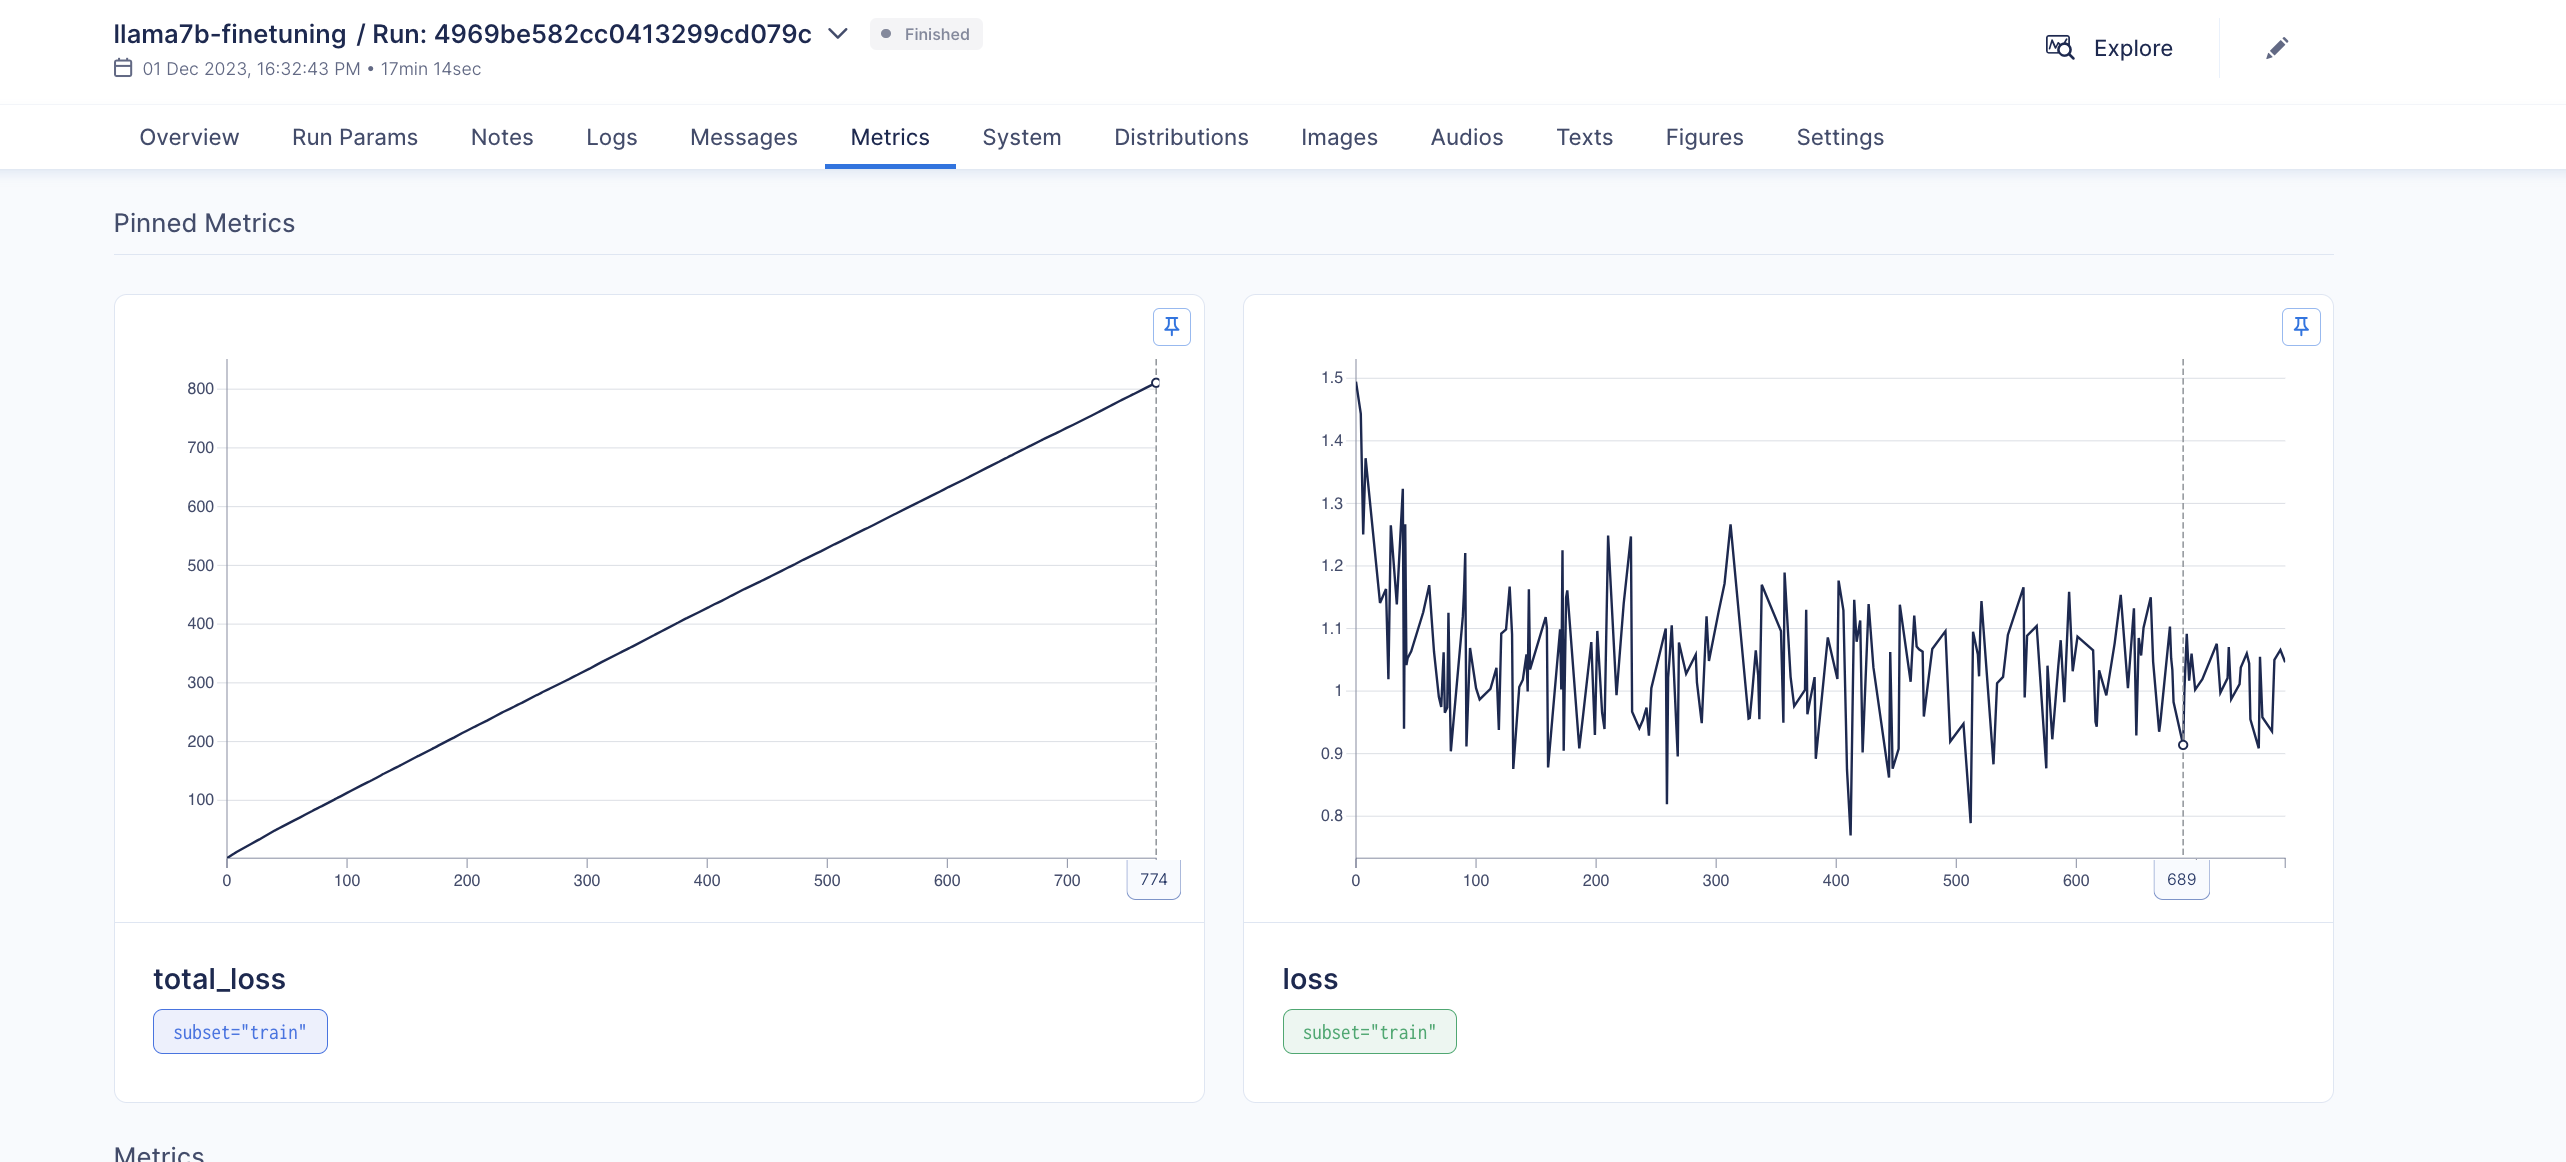 llama7b-finetuning / Run: 4969be582cc0413299cd079c
Finished
01 Dec 2023, 16:32:43 PM • 17min 14sec
Explore
Overview Run Params Notes Logs Messages Metrics System Distributions Images Audios Texts Figures Settings
Pinned Metrics
800
700
600
500
400
300
200
100
0 100 200 300 400 500 600 700 774
total_loss
subset="train"
1.5
1.4
1.3
1.2
1.1
1
0.9
0.8
0 100 200 300 400 500 600 689
loss
subset="train"
Metrics